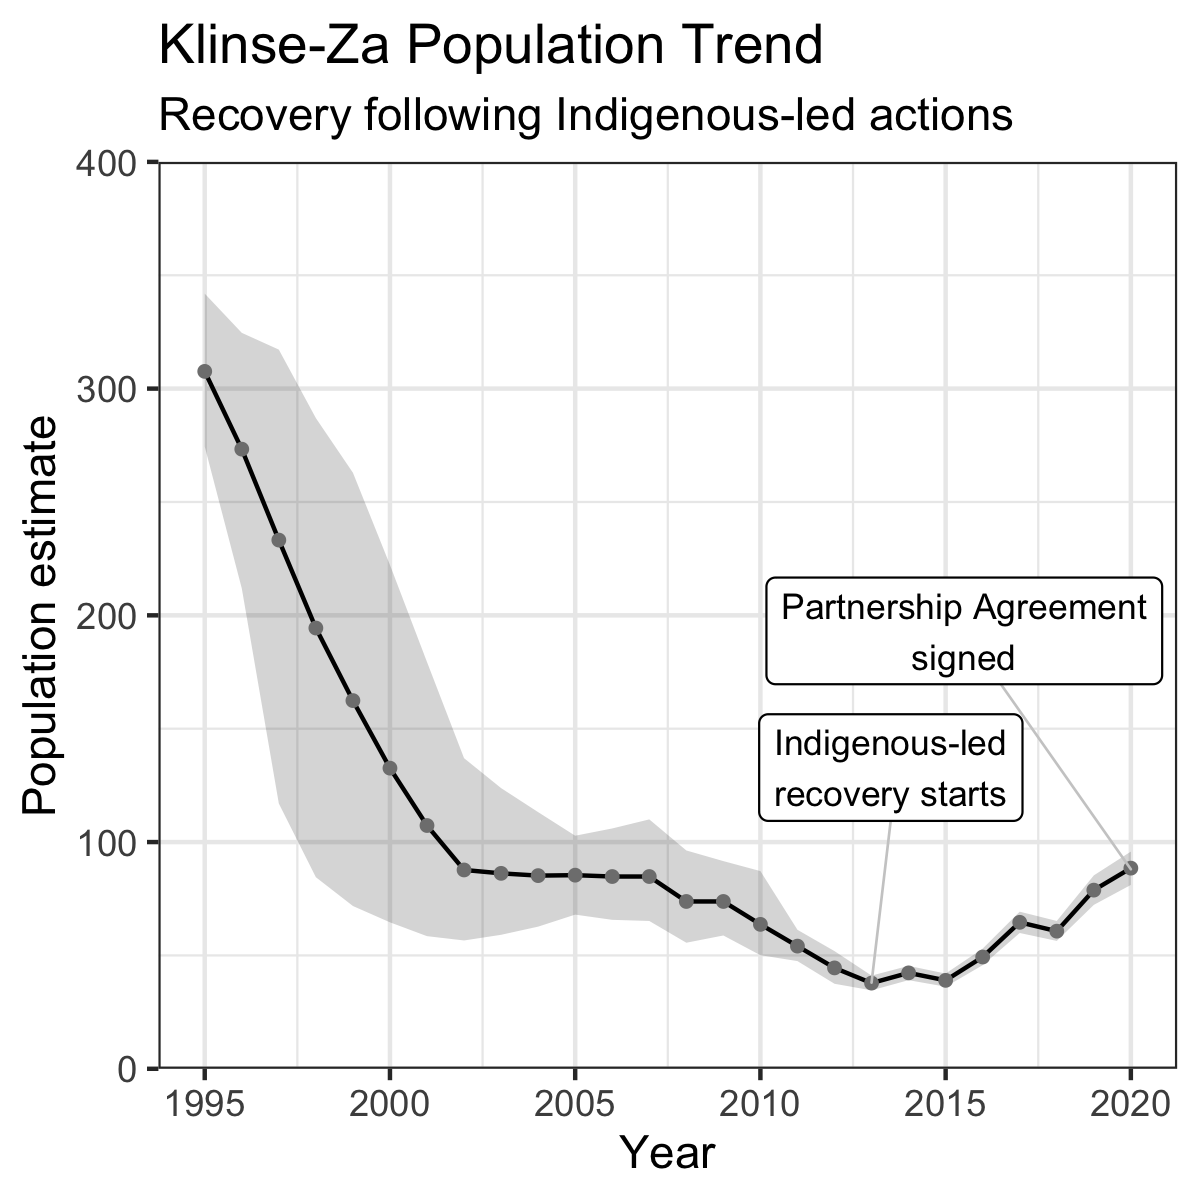 Klinse-Za Population Trend
Recovery following Indigenous-led actions
400
300
200
100
0
Population estimate
Partnership Agreement
signed
Indigenous-led
recovery starts
1995 2000 2005 2010 2015 2020
Year